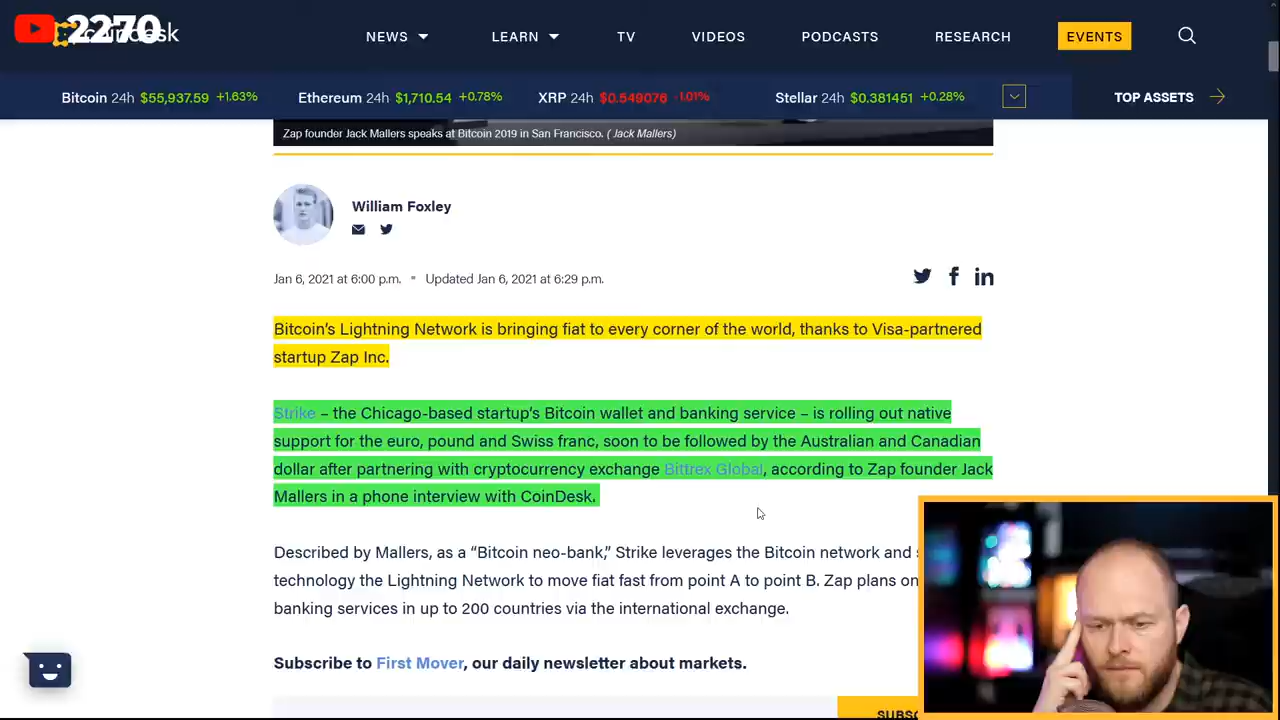 2270
NEWS LEARN TV VIDEOS PODCASTS RESEARCH EVENTS
Bitcoin 24h $55,937.59 +1.63% Ethereum 24h $1,710.54 +0.78% XRP 24h $0.549076 -1.01% Stellar 24h $0.381451 +0.28% TOP ASSETS
Zap founder Jack Mallers speaks at Bitcoin 2019 in San Francisco. ( Jack Mallers)
William Foxley
Jan 6, 2021 at 6:00 p.m. Updated Jan 6, 2021 at 6:29 p.m.
Bitcoin’s Lightning Network is bringing fiat to every corner of the world, thanks to Visa-partnered
startup Zap Inc.
Strike – the Chicago-based startup’s Bitcoin wallet and banking service – is rolling out native
support for the euro, pound and Swiss franc, soon to be followed by the Australian and Canadian
dollar after partnering with cryptocurrency exchange Bittrex Global, according to Zap founder Jack
Mallers in a phone interview with CoinDesk.
Described by Mallers, as a “Bitcoin neo-bank,” Strike leverages the Bitcoin network and
technology the Lightning Network to move fiat fast from point A to point B. Zap plans on
banking services in up to 200 countries via the international exchange.
Subscribe to First Mover, our daily newsletter about markets.